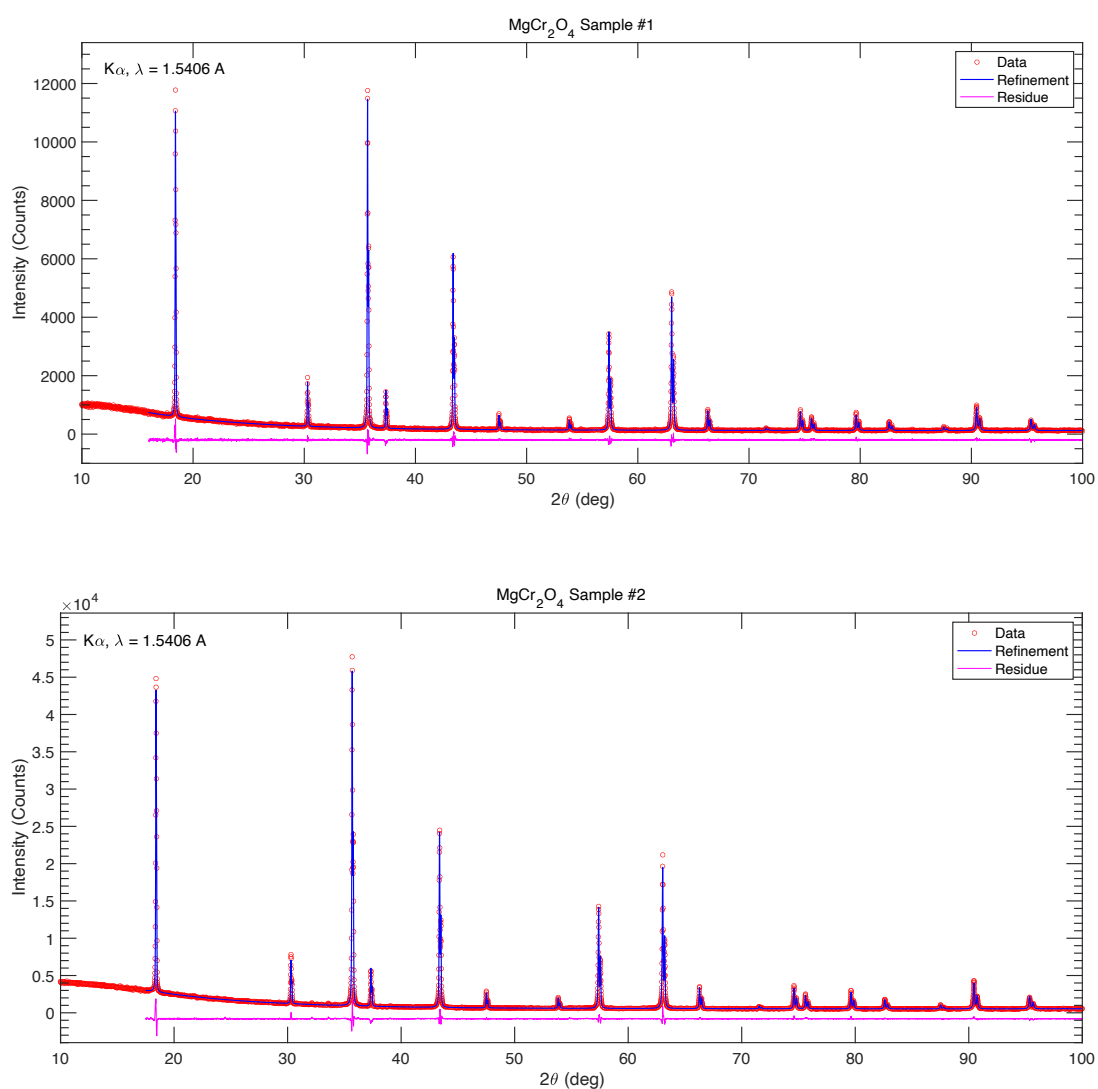 MgCr₂O₄ Sample #1
Kα, λ = 1.5406 A
Data
Refinement
Residue
12000
10000
8000
6000
4000
2000
0
Intensity (Counts)
10 20 30 40 50 60 70 80 90 100
2θ (deg)
MgCr₂O₄ Sample #2
×10⁴
Kα, λ = 1.5406 A
Data
Refinement
Residue
5
4.5
4
3.5
3
2.5
2
1.5
1
0.5
0
Intensity (Counts)
10 20 30 40 50 60 70 80 90 100
2θ (deg)